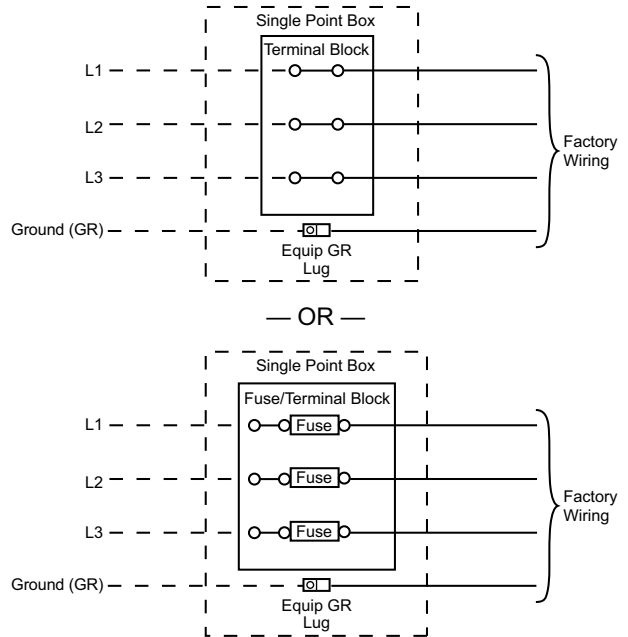 Single Point Box
Terminal Block
L1
L2
L3
Factory
Wiring
Ground (GR)
Equip GR
Lug
— OR —
Single Point Box
Fuse/Terminal Block
L1
Fuse
L2
Fuse
L3
Fuse
Factory
Wiring
Ground (GR)
Equip GR
Lug